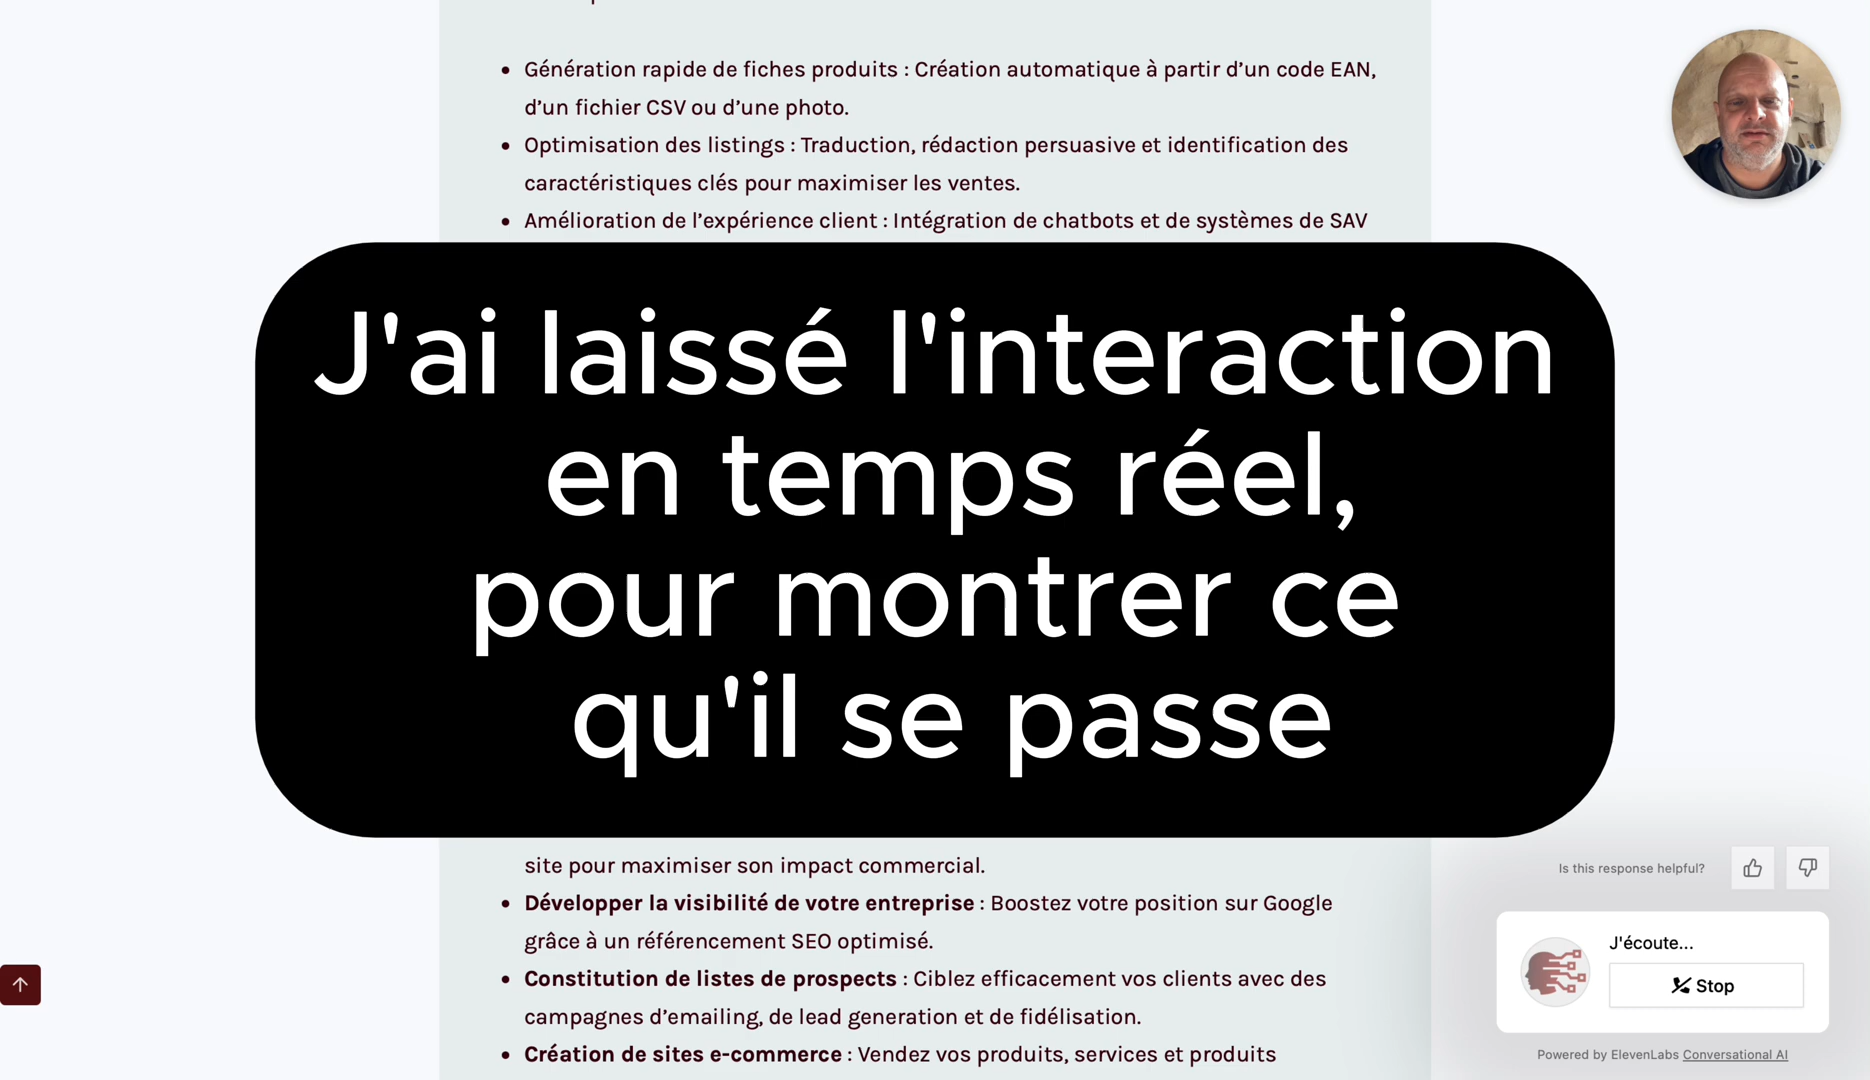 Génération rapide de fiches produits : Création automatique à partir d’un code EAN,
d’un fichier CSV ou d’une photo.
Optimisation des listings : Traduction, rédaction persuasive et identification des
caractéristiques clés pour maximiser les ventes.
Amélioration de l’expérience client : Intégration de chatbots et de systèmes de SAV
J'ai laissé l'interaction
en temps réel,
pour montrer ce
qu'il se passe
site pour maximiser son impact commercial.
Développer la visibilité de votre entreprise : Boostez votre position sur Google
grâce à un référencement SEO optimisé.
Constitution de listes de prospects : Ciblez efficacement vos clients avec des
campagnes d’emailing, de lead generation et de fidélisation.
Création de sites e-commerce : Vendez vos produits, services et produits
Is this response helpful?
J'écoute...
Stop
Powered by ElevenLabs Conversational AI